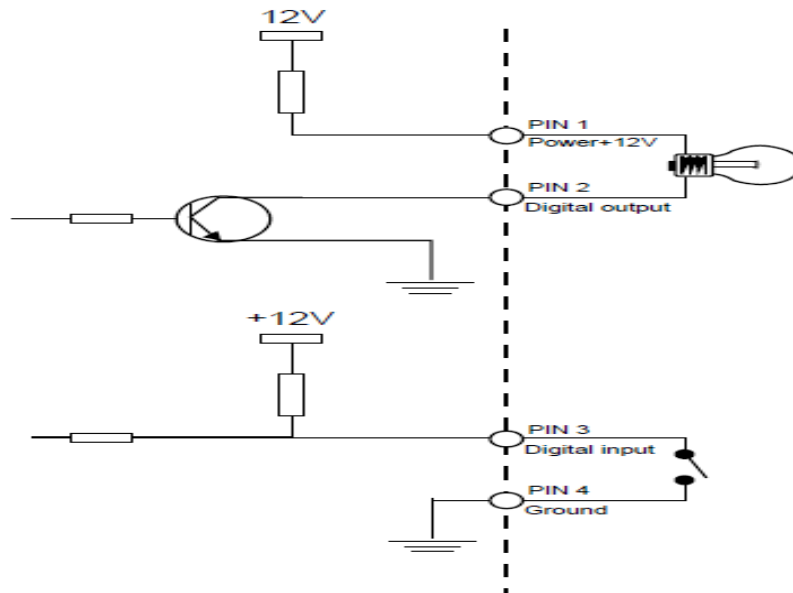 12V
PIN 1
Power+12V
PIN 2
Digital output
+12V
PIN 3
Digital input
PIN 4
Ground